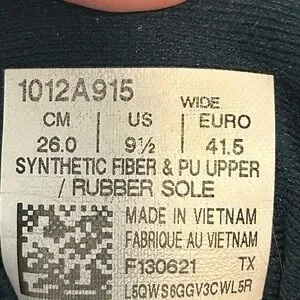 1012A915 WIDE
CM | US | EURO
26.0 | 9½ | 41.5
SYNTHETIC FIBER & PU UPPER
/ RUBBER SOLE
MADE IN VIETNAM
FABRIQUE AU VIETNAM
F130621 TX
L5QWS6GGV3CWL5R